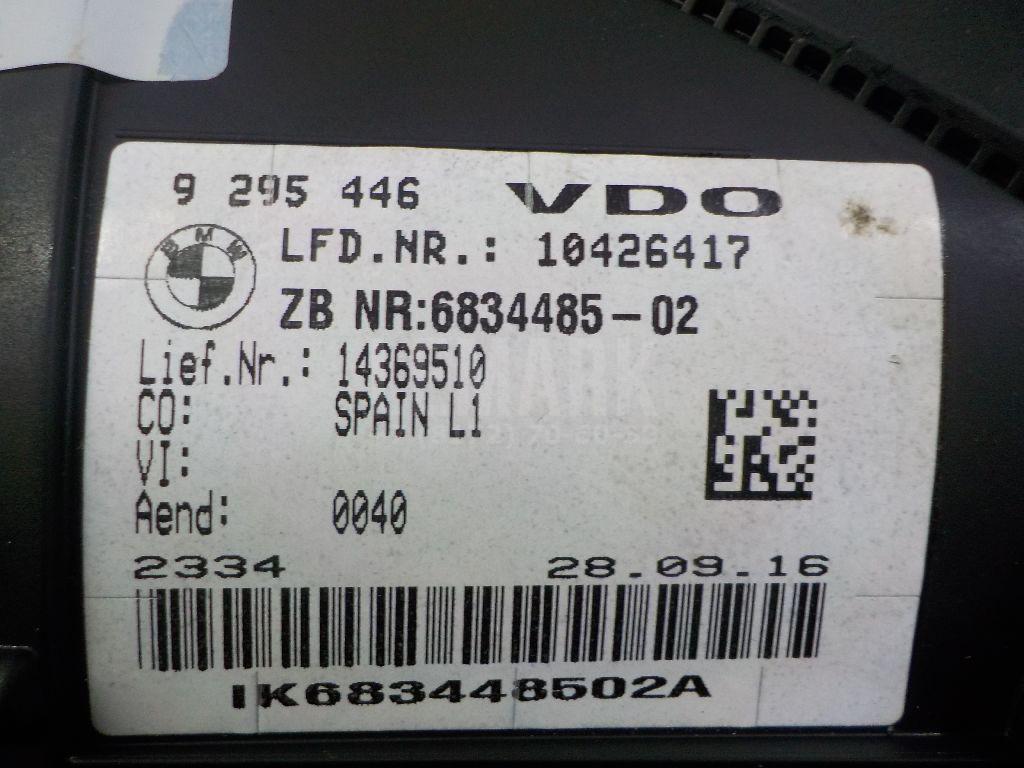 9 295 446 VDO
BMW
LFD.NR.: 10426417
ZB NR:6834485-02
Lief.Nr.: 14369510
CO: SPAIN L1
VI:
Aend: 0040
2334 28.09.16
IK683448502A